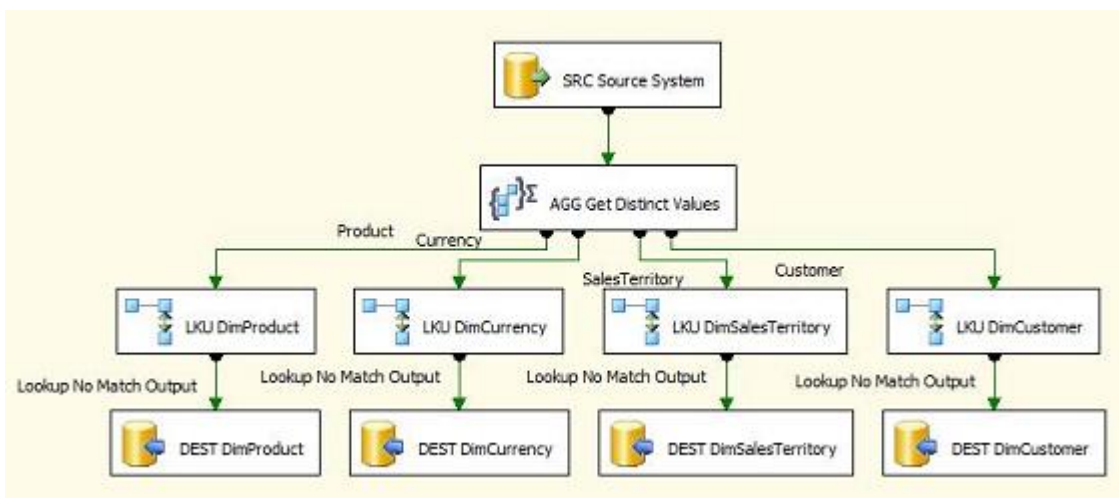 SRC Source System
AGG Get Distinct Values
Product
Currency
SalesTerritory
Customer
LKU DimProduct
LKU DimCurrency
LKU DimSalesTerritory
LKU DimCustomer
Lookup No Match Output
Lookup No Match Output
Lookup No Match Output
Lookup No Match Output
DEST DimProduct
DEST DimCurrency
DEST DimSalesTerritory
DEST DimCustomer